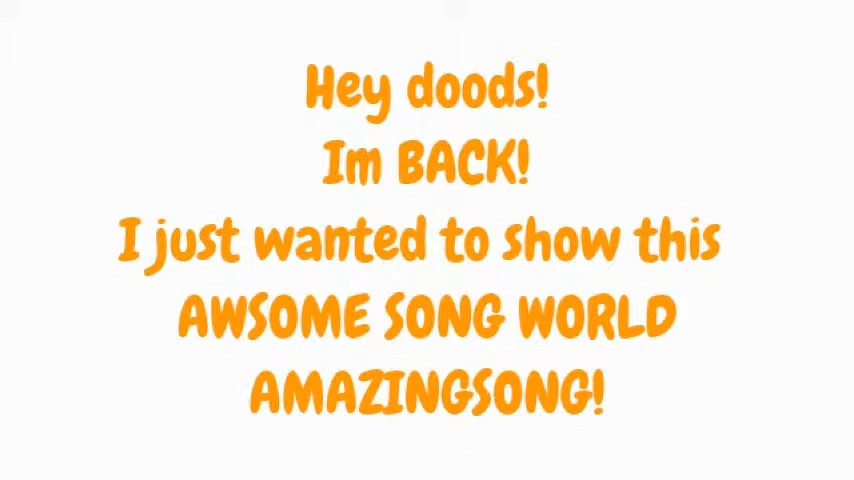 Hey doods!
Im BACK!
I just wanted to show this
AWSOME SONG WORLD
AMAZINGSONG!